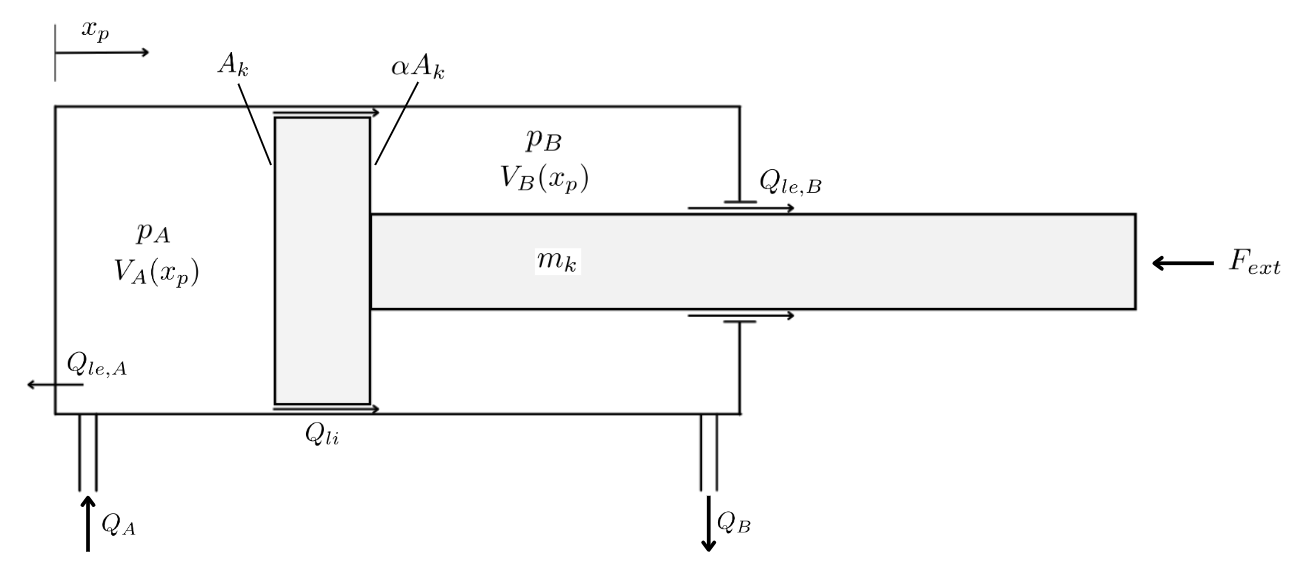 x_p
A_k
αA_k
p_B
V_B(x_p)
Q_{le,B}
p_A
V_A(x_p)
m_k
F_{ext}
Q_{le,A}
Q_{li}
Q_A
Q_B